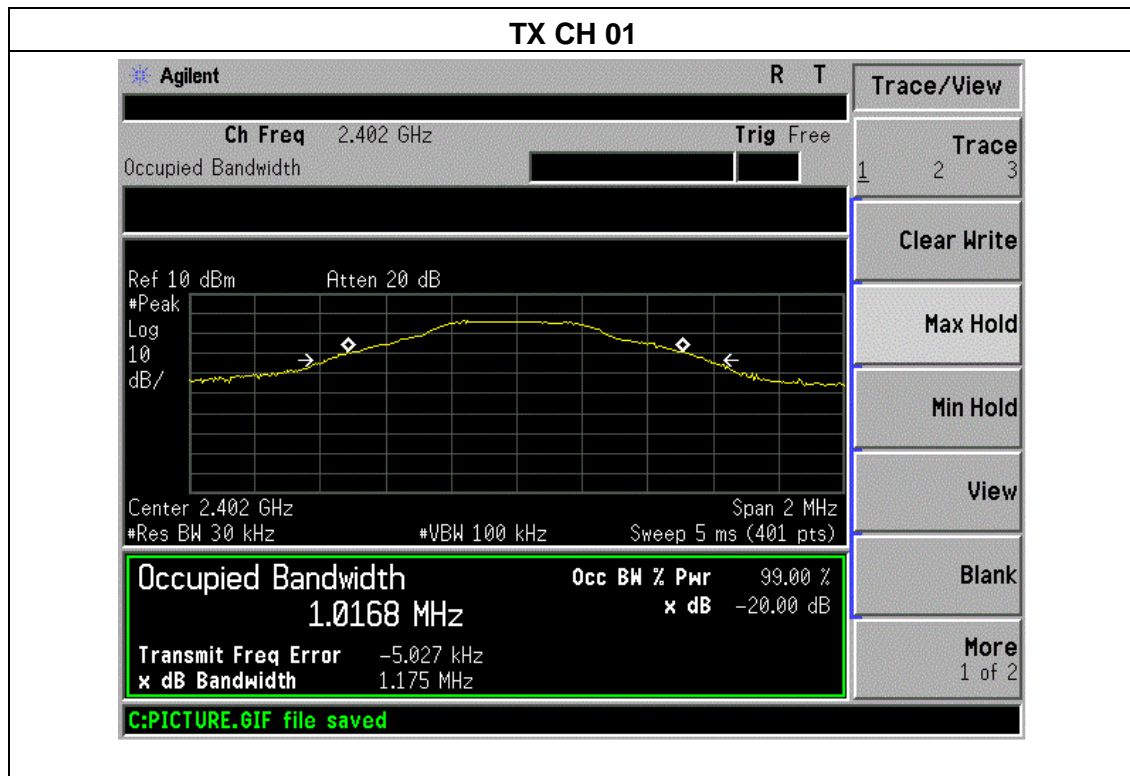 TX CH 01
Agilent R T
Ch Freq 2.402 GHz Trig Free
Occupied Bandwidth
Ref 10 dBm Atten 20 dB
#Peak
Log
10
dB/
Center 2.402 GHz Span 2 MHz
#Res BW 30 kHz #VBW 100 kHz Sweep 5 ms (401 pts)
Occupied Bandwidth Occ BW % Pwr 99.00 %
1.0168 MHz x dB -20.00 dB
Transmit Freq Error -5.027 kHz
x dB Bandwidth 1.175 MHz
C:PICTURE.GIF file saved
Trace/View
Trace
1 2 3
Clear Write
Max Hold
Min Hold
View
Blank
More
1 of 2